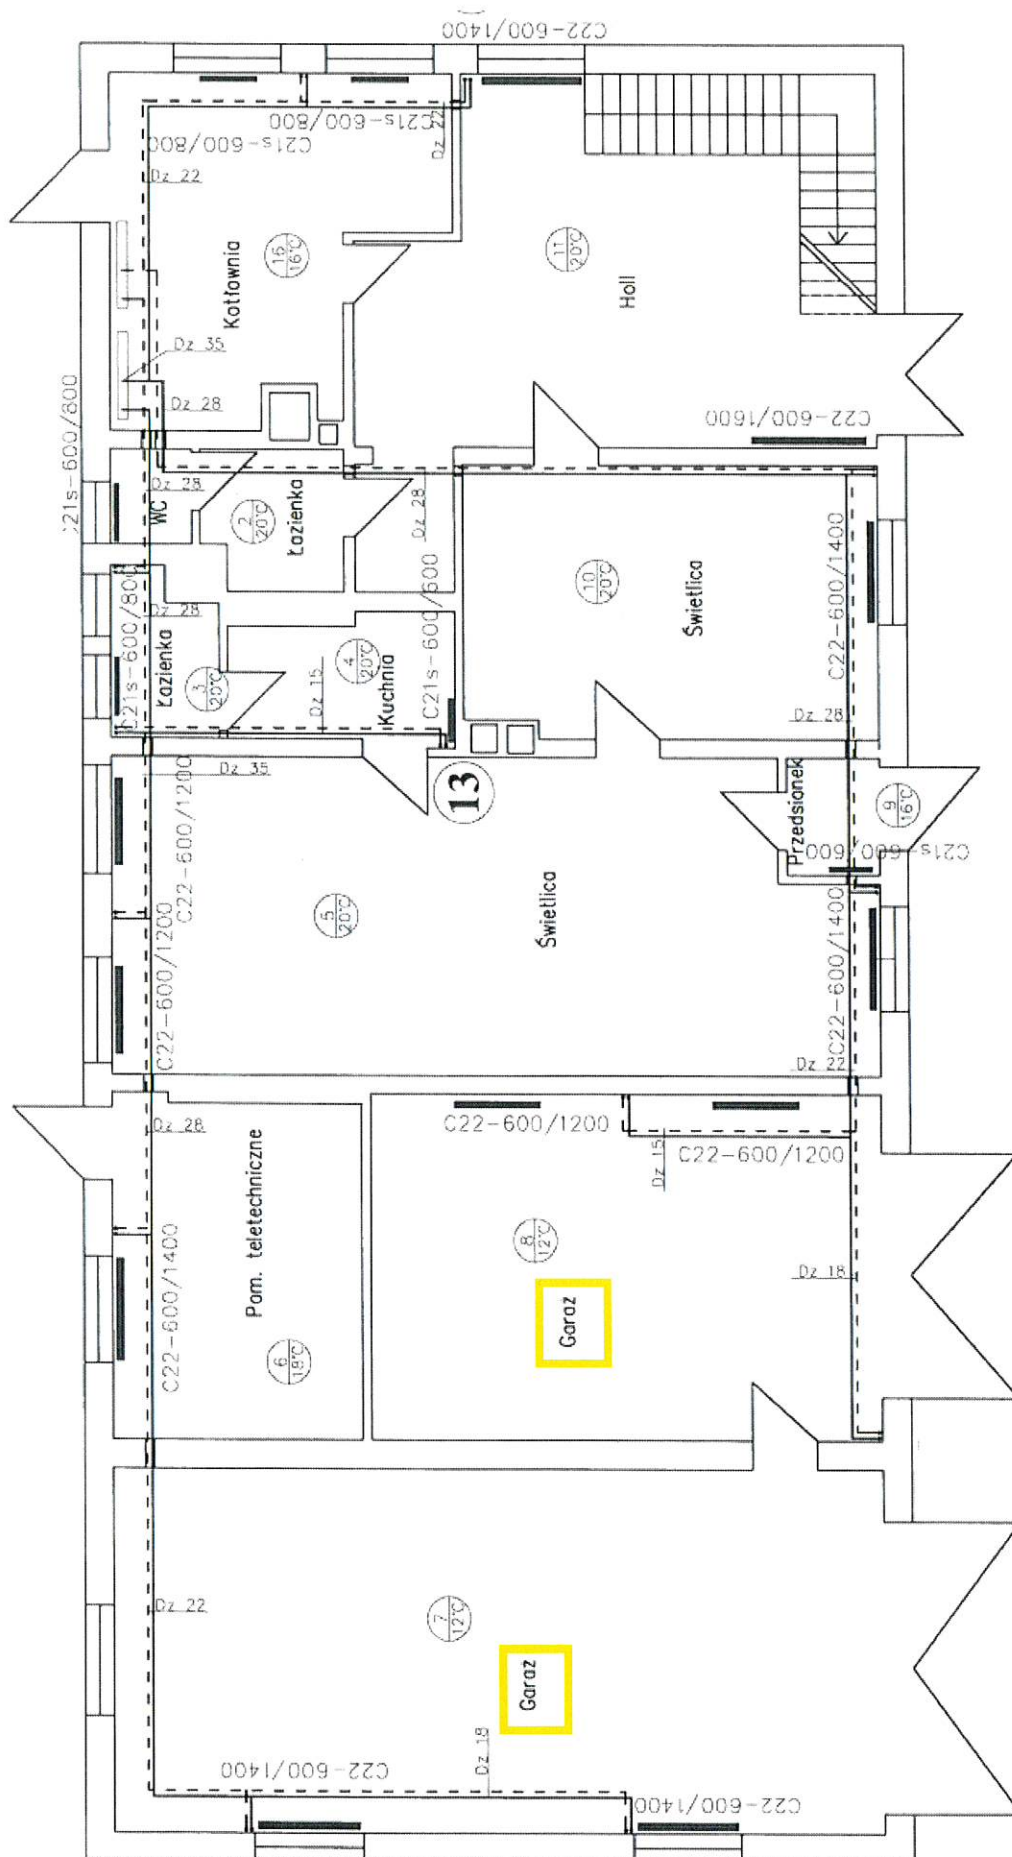 C22-600/1400
C21s-600/800
C21s-600/800
Dz 22
Dz 22
Kotłownia
15
16°C
11
20°C
Holl
Dz 35
Dz 28
C21s-600/800
C22-600/1600
WC
Dz 28
2
20°C
Łazienka
Dz 28
C21s-600/800
Dz 28
Łazienka
3
20°C
4
20°C
Kuchnia
Dz 15
C21s-600/600
10
20°C
Świetlica
C22-600/1400
Dz 28
Dz 35
13
C22-600/1200
C22-600/1200
5
20°C
Świetlica
Przedsionek
9
16°C
C21s-600/600
C22-600/1400
Dz 22
Dz 28
Pom. teletechniczne
6
18°C
C22-600/1400
C22-600/1200
C22-600/1200
Dz 15
8
12°C
Garaż
Dz 18
Dz 22
7
12°C
Garaż
Dz 18
C22-600/1400
C22-600/1400